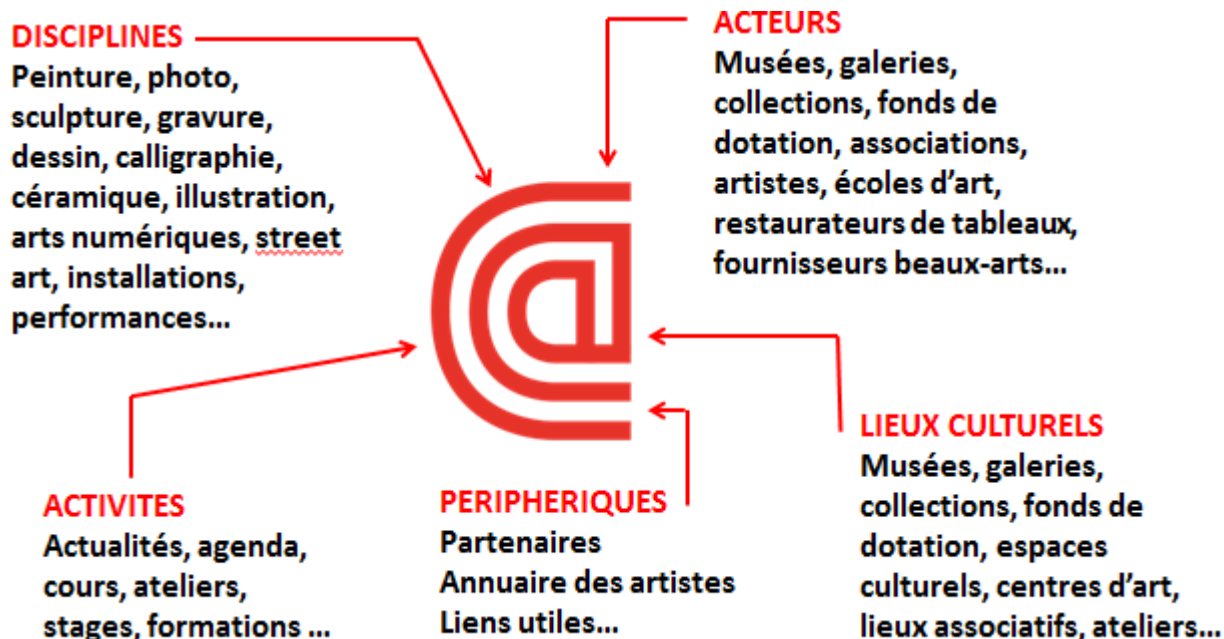 DISCIPLINES
Peinture, photo,
sculpture, gravure,
dessin, calligraphie,
céramique, illustration,
arts numériques, street
art, installations,
performances...
ACTEURS
Musées, galeries,
collections, fonds de
dotation, associations,
artistes, écoles d’art,
restaurateurs de tableaux,
fournisseurs beaux-arts...
ACTIVITES
Actualités, agenda,
cours, ateliers,
stages, formations ...
PERIPHERIQUES
Partenaires
Annuaire des artistes
Liens utiles...
LIEUX CULTURELS
Musées, galeries,
collections, fonds de
dotation, espaces
culturels, centres d’art,
lieux associatifs, ateliers...